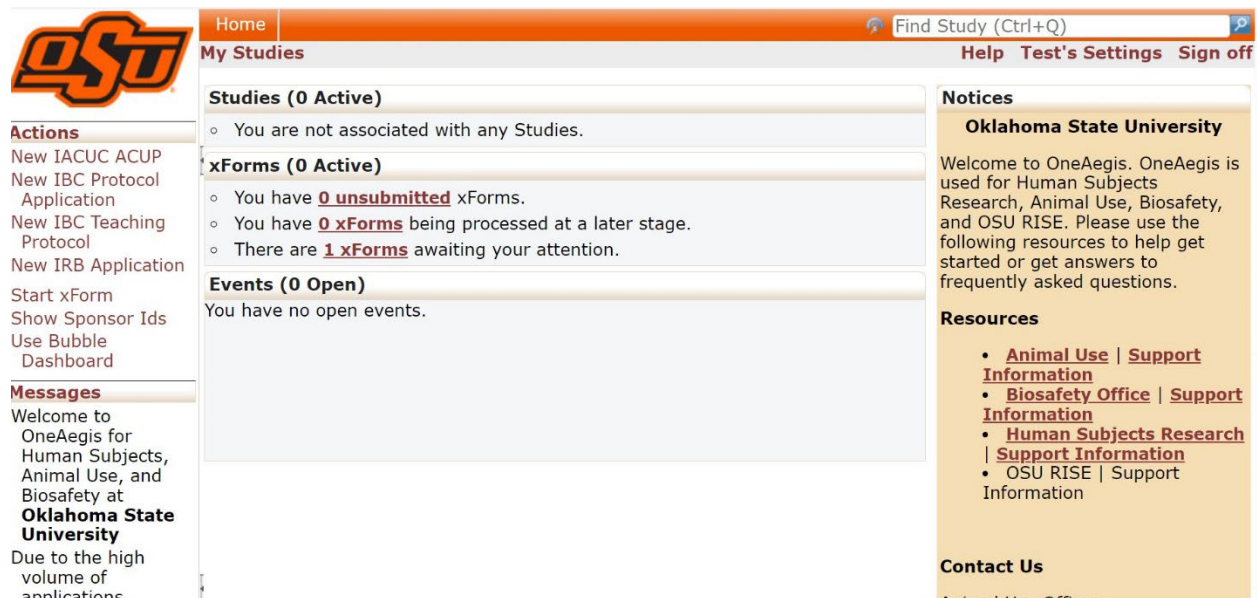 OSU
Home
Find Study (Ctrl+Q)
My Studies
Help Test's Settings Sign off
Actions
New IACUC ACUP
New IBC Protocol
Application
New IBC Teaching
Protocol
New IRB Application
Start xForm
Show Sponsor Ids
Use Bubble
Dashboard
Messages
Welcome to
OneAegis for
Human Subjects,
Animal Use, and
Biosafety at
Oklahoma State
University
Due to the high
volume of
applications
Studies (0 Active)
You are not associated with any Studies.
xForms (0 Active)
You have 0 unsubmitted xForms.
You have 0 xForms being processed at a later stage.
There are 1 xForms awaiting your attention.
Events (0 Open)
You have no open events.
Notices
Oklahoma State University
Welcome to OneAegis. OneAegis is
used for Human Subjects
Research, Animal Use, Biosafety,
and OSU RISE. Please use the
following resources to help get
started or get answers to
frequently asked questions.
Resources
• Animal Use | Support
Information
• Biosafety Office | Support
Information
• Human Subjects Research
| Support Information
• OSU RISE | Support
Information
Contact Us